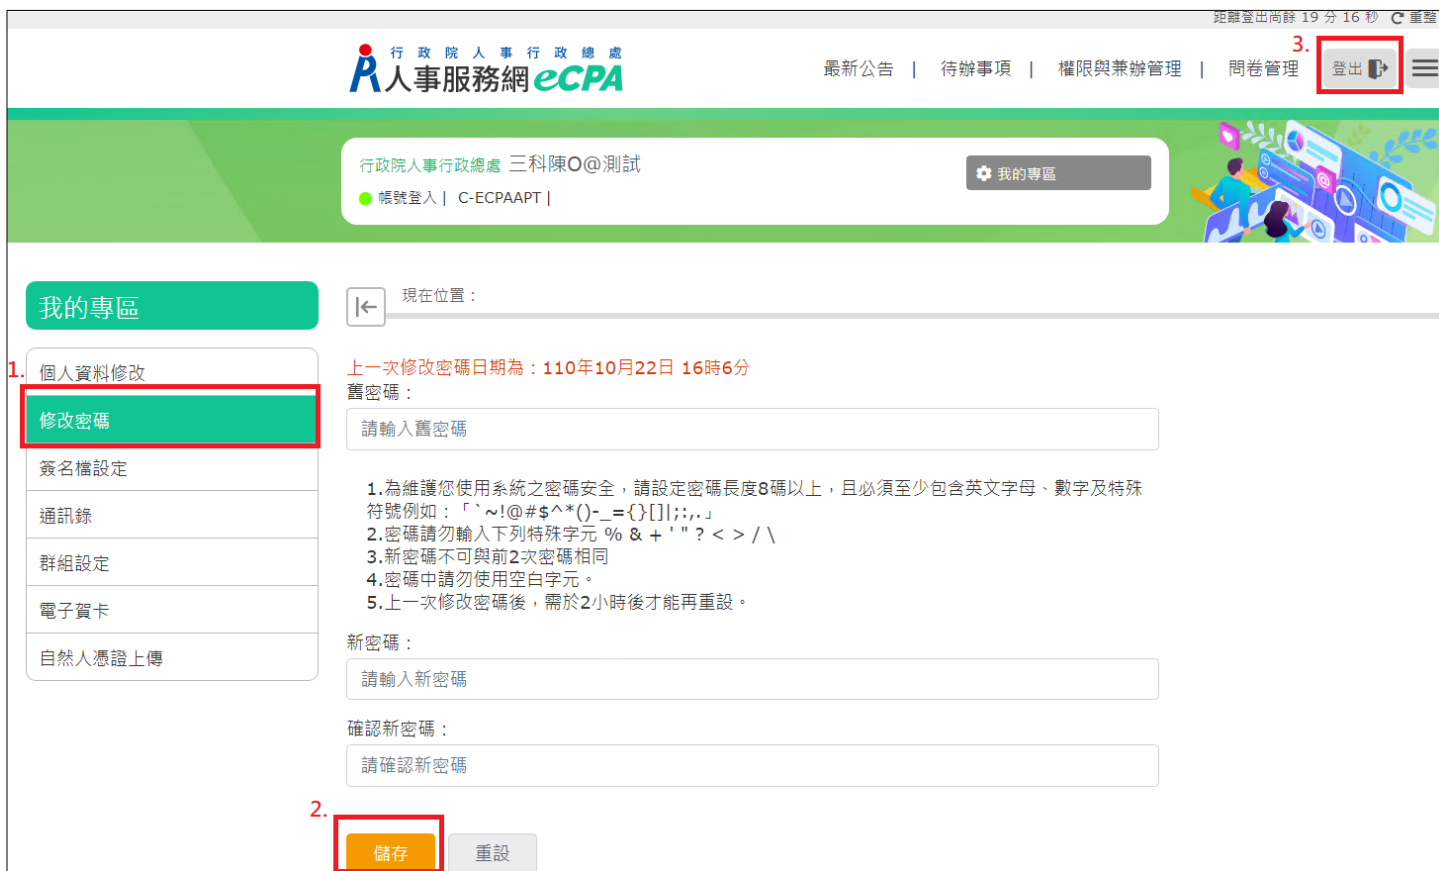 距離登出尚餘 19 分 16 秒 重整
3.
行政院人事行政總處
人事服務網 eCPA
最新公告 | 待辦事項 | 權限與兼辦管理 | 問卷管理 登出
行政院人事行政總處 三科陳O@測試
我的專區
帳號登入 | C-ECPAAPT |
我的專區
現在位置：
1.
個人資料修改
修改密碼
簽名檔設定
通訊錄
群組設定
電子賀卡
自然人憑證上傳
上一次修改密碼日期為：110年10月22日 16時6分
舊密碼：
請輸入舊密碼
1.為維護您使用系統之密碼安全，請設定密碼長度8碼以上，且必須至少包含英文字母、數字及特殊
符號例如：「`~!@#$^*()-_={}[]|;:,.」
2.密碼請勿輸入下列特殊字元 % & + ' " ? < > / \
3.新密碼不可與前2次密碼相同
4.密碼中請勿使用空白字元。
5.上一次修改密碼後，需於2小時後才能再重設。
新密碼：
請輸入新密碼
確認新密碼：
請確認新密碼
2.
儲存 重設